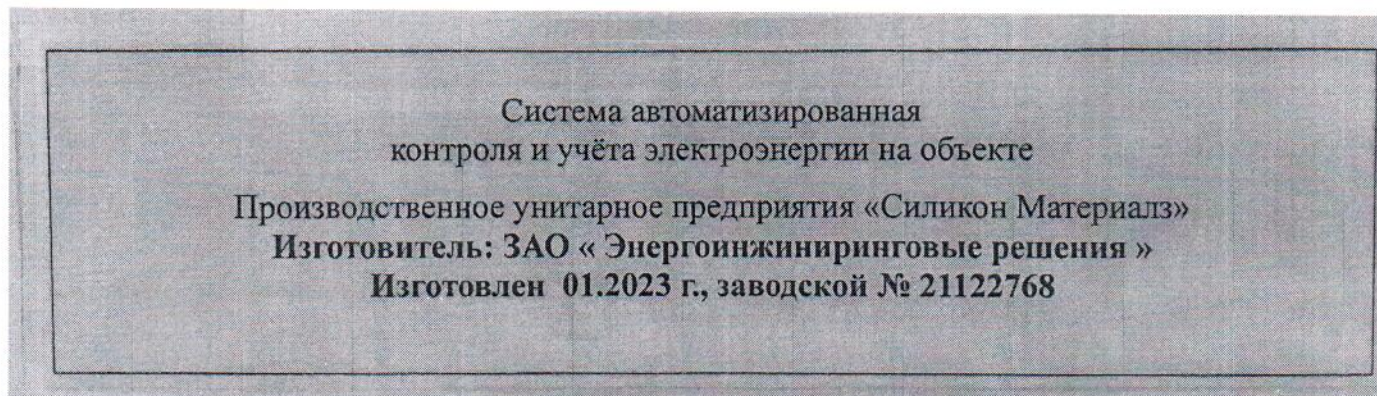 Система автоматизированная
контроля и учёта электроэнергии на объекте
Производственное унитарное предприятия «Силикон Материалз»
Изготовитель: ЗАО « Энергоинжиниринговые решения »
Изготовлен 01.2023 г., заводской № 21122768